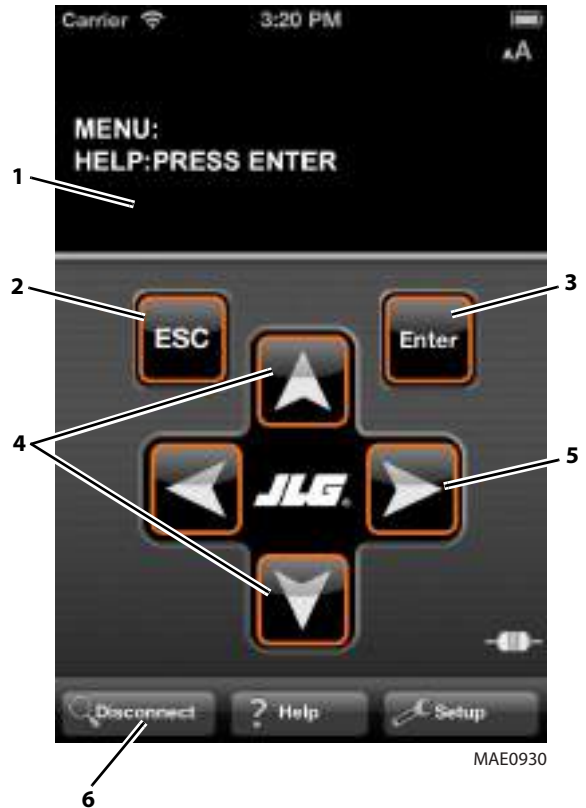 Carrier 3:20 PM
AA
MENU:
HELP:PRESS ENTER
1
2
3
ESC
Enter
4
5
JLG.
Disconnect ? Help Setup
MAE0930
6